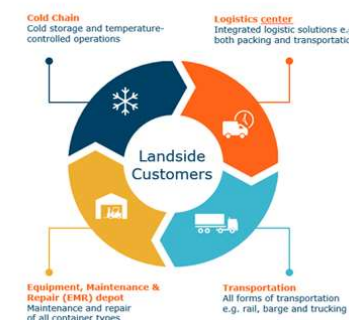 Cold Chain
Cold storage and temperature-
controlled operations
Logistics center
Integrated logistic solutions e.
both packing and transportatio
Landside
Customers
Equipment, Maintenance &
Repair (EMR) depot
Maintenance and repair
of all container types
Transportation
All forms of transportation
e.g. rail, barge and trucking